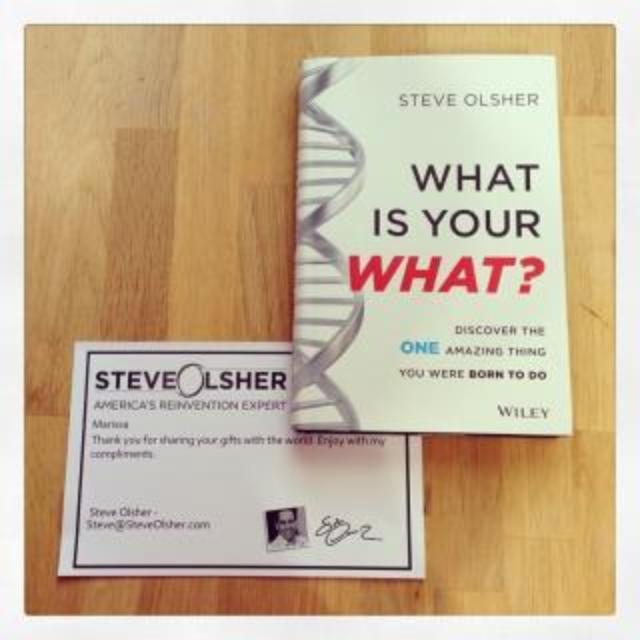 STEVE OLSHER
WHAT
IS YOUR
WHAT?
DISCOVER THE
ONE AMAZING THING
YOU WERE BORN TO DO
WILEY
STEVE OLSHER
AMERICA'S REINVENTION EXPERT
Marissa
Thank you for sharing your gifts with the world. Enjoy with my
compliments.
Steve Olsher -
Steve@SteveOlsher.com